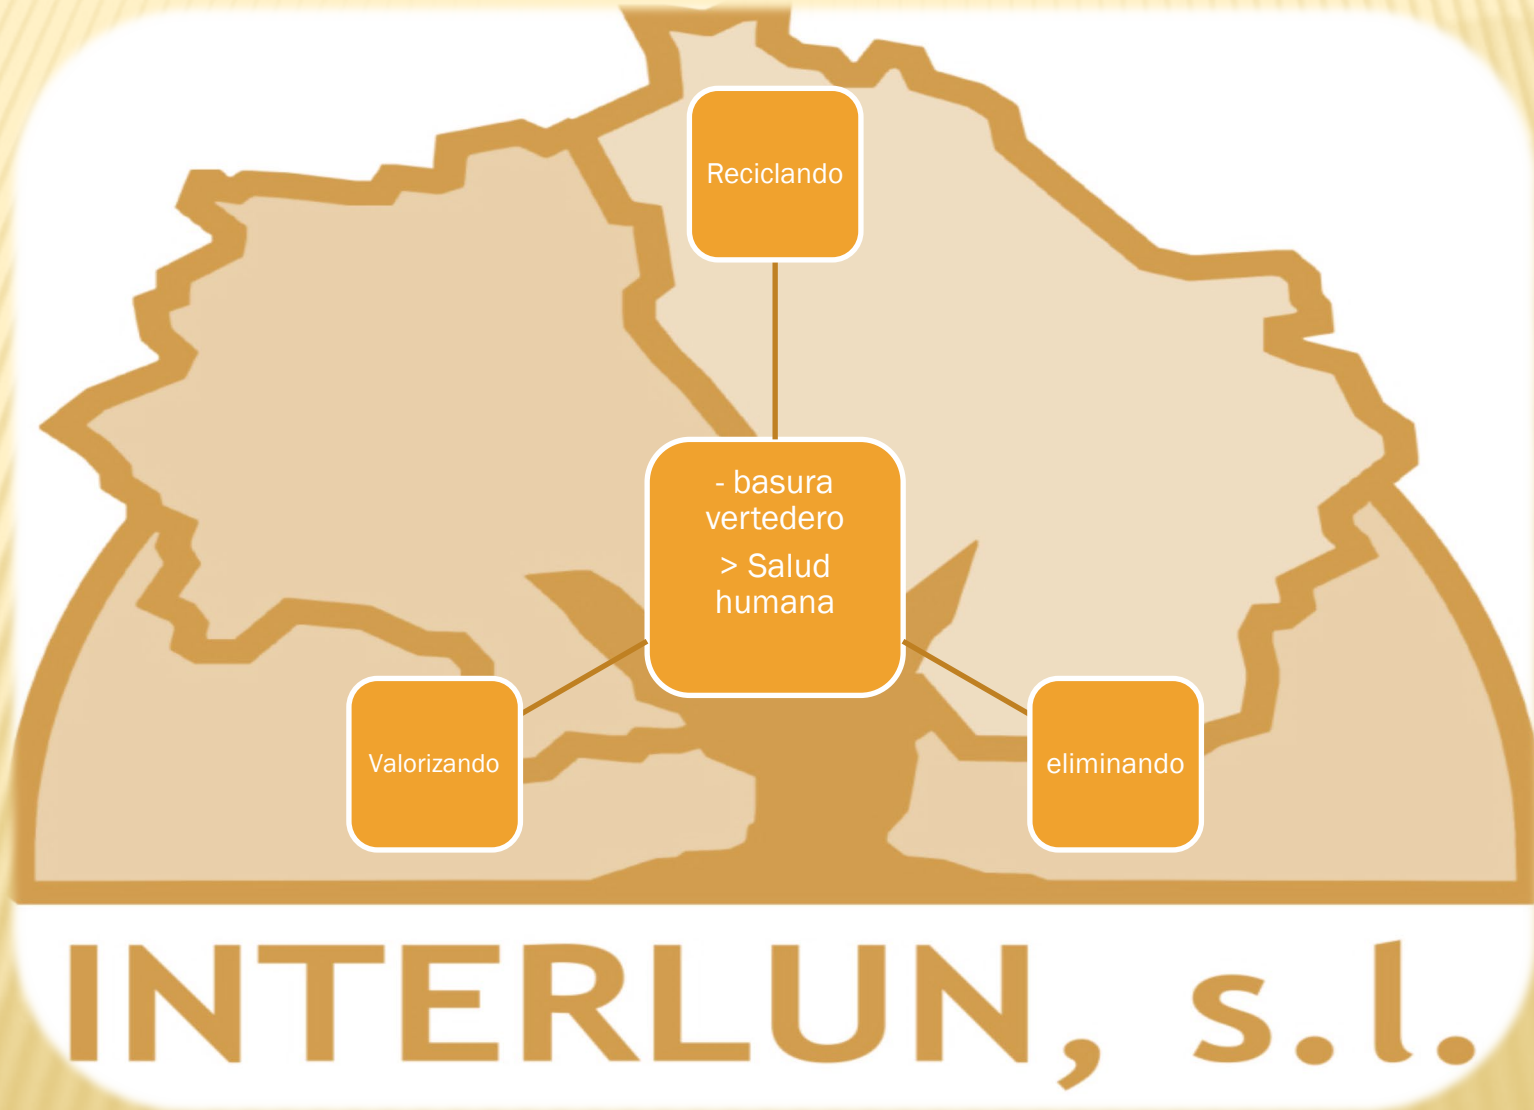 Reciclando
- basura
vertedero
> Salud
humana
Valorizando
eliminando
INTERLUN, s.l.